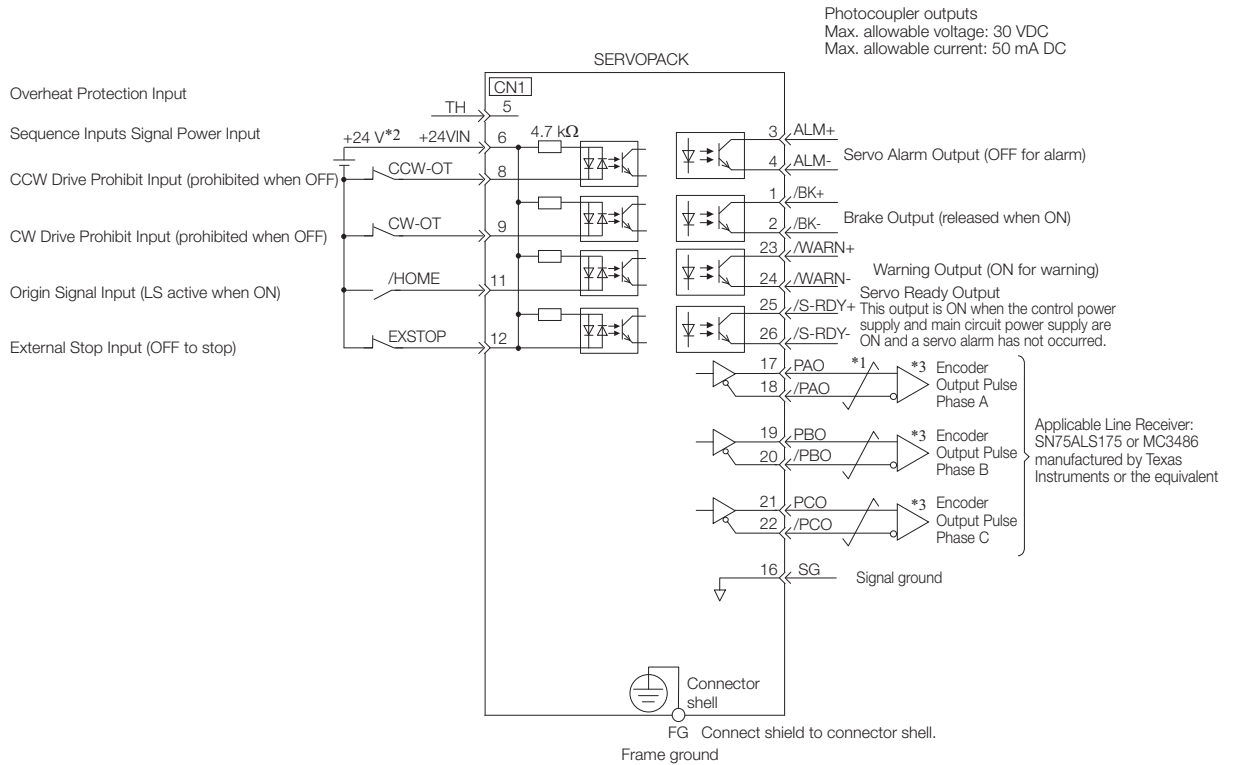 Photocoupler outputs
Max. allowable voltage: 30 VDC
Max. allowable current: 50 mA DC
SERVOPACK
CN1
Overheat Protection Input
TH 5
Sequence Inputs Signal Power Input
+24 V*2 +24VIN 6 4.7 kΩ
3 ALM+
4 ALM-
Servo Alarm Output (OFF for alarm)
CCW Drive Prohibit Input (prohibited when OFF)
CCW-OT 8
1 /BK+
2 /BK-
Brake Output (released when ON)
CW Drive Prohibit Input (prohibited when OFF)
CW-OT 9
23 /WARN+
24 /WARN-
Warning Output (ON for warning)
Origin Signal Input (LS active when ON)
/HOME 11
Servo Ready Output
25 /S-RDY+
26 /S-RDY-
This output is ON when the control power
supply and main circuit power supply are
ON and a servo alarm has not occurred.
External Stop Input (OFF to stop)
EXSTOP 12
17 PAO
18 /PAO
*1
*3 Encoder
Output Pulse
Phase A
19 PBO
20 /PBO
*3 Encoder
Output Pulse
Phase B
Applicable Line Receiver:
SN75ALS175 or MC3486
manufactured by Texas
Instruments or the equivalent
21 PCO
22 /PCO
*3 Encoder
Output Pulse
Phase C
16 SG
Signal ground
Connector
shell
FG Connect shield to connector shell.
Frame ground